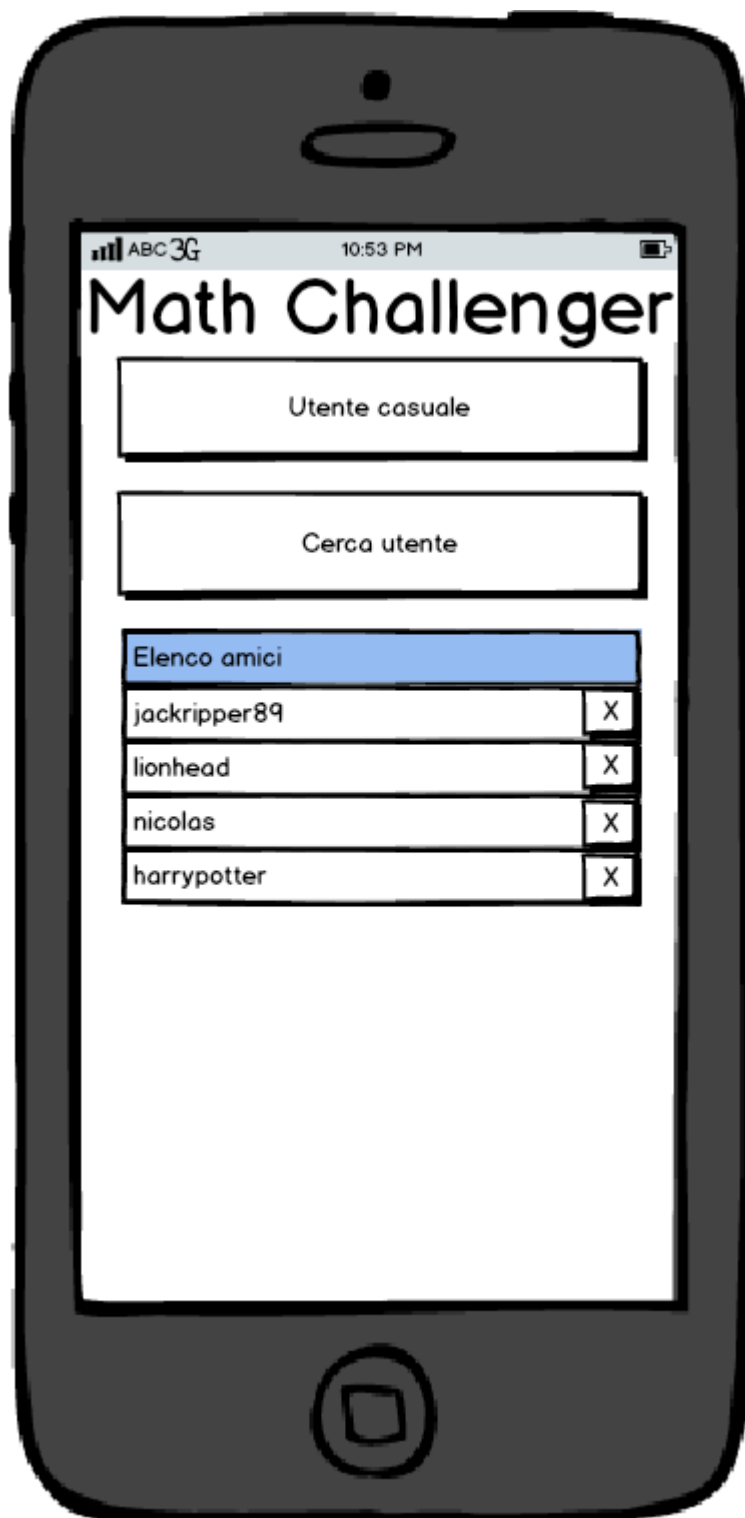 ABC 3G 10:53 PM
Math Challenger
Utente casuale
Cerca utente
Elenco amici
jackripper89 X
lionhead X
nicolas X
harrypotter X